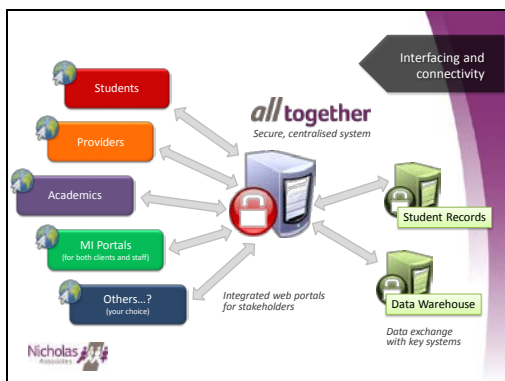 Interfacing and
connectivity
Students
Providers
Academics
MI Portals
(for both clients and staff)
Others...?
(your choice)
all together
Secure, centralised system
Student Records
Data Warehouse
Integrated web portals
for stakeholders
Data exchange
with key systems
Nicholas
Associates